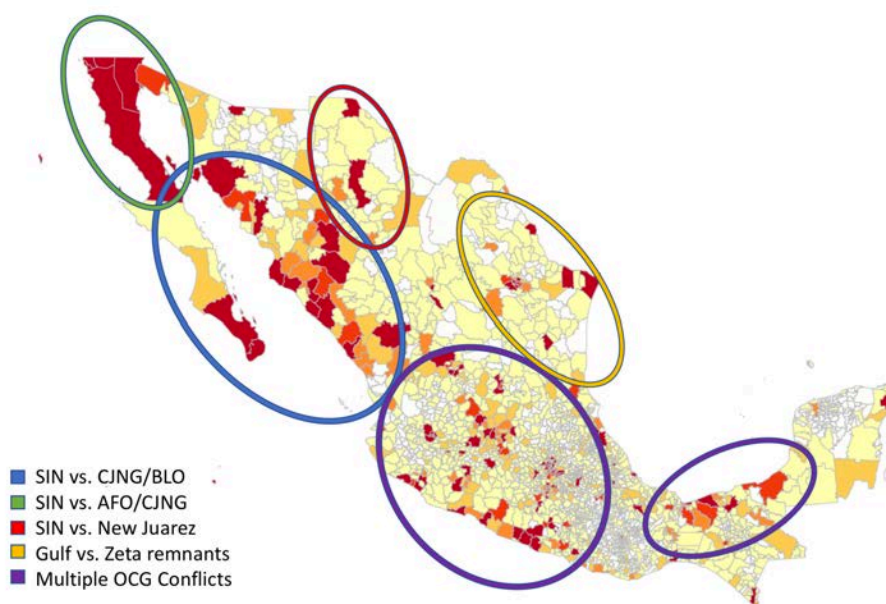 SIN vs. CJNG/BLO
SIN vs. AFO/CJNG
SIN vs. New Juarez
Gulf vs. Zeta remnants
Multiple OCG Conflicts